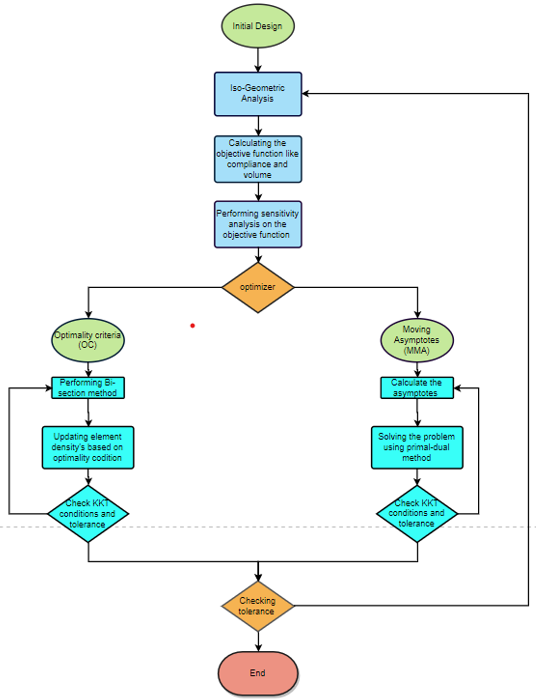 Initial Design
Iso-Geometric
Analysis
Calculating the
objective function like
compliance and
volume
Performing sensitivity
analysis on the
objective function
optimizer
Optimality criteria
(OC)
Moving
Asymptotes
(MMA)
Performing Bi-
section method
Calculate the
asymptotes
Updating element
density's based on
optimality codition
Solving the problem
using primal-dual
method
Check KKT
conditions and
tolerance
Check KKT
conditions and
tolerance
Checking
tolerance
End